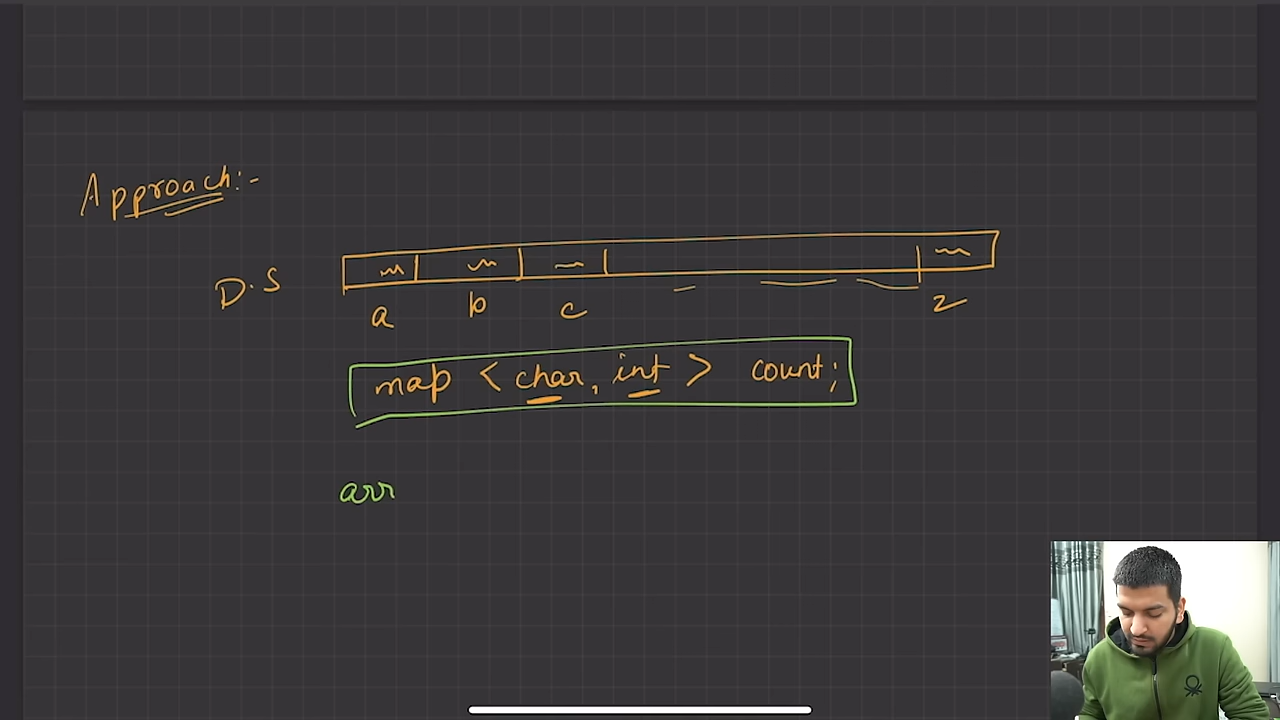 Approach:-
D.S
a b c z
map < char, int > count;
arr